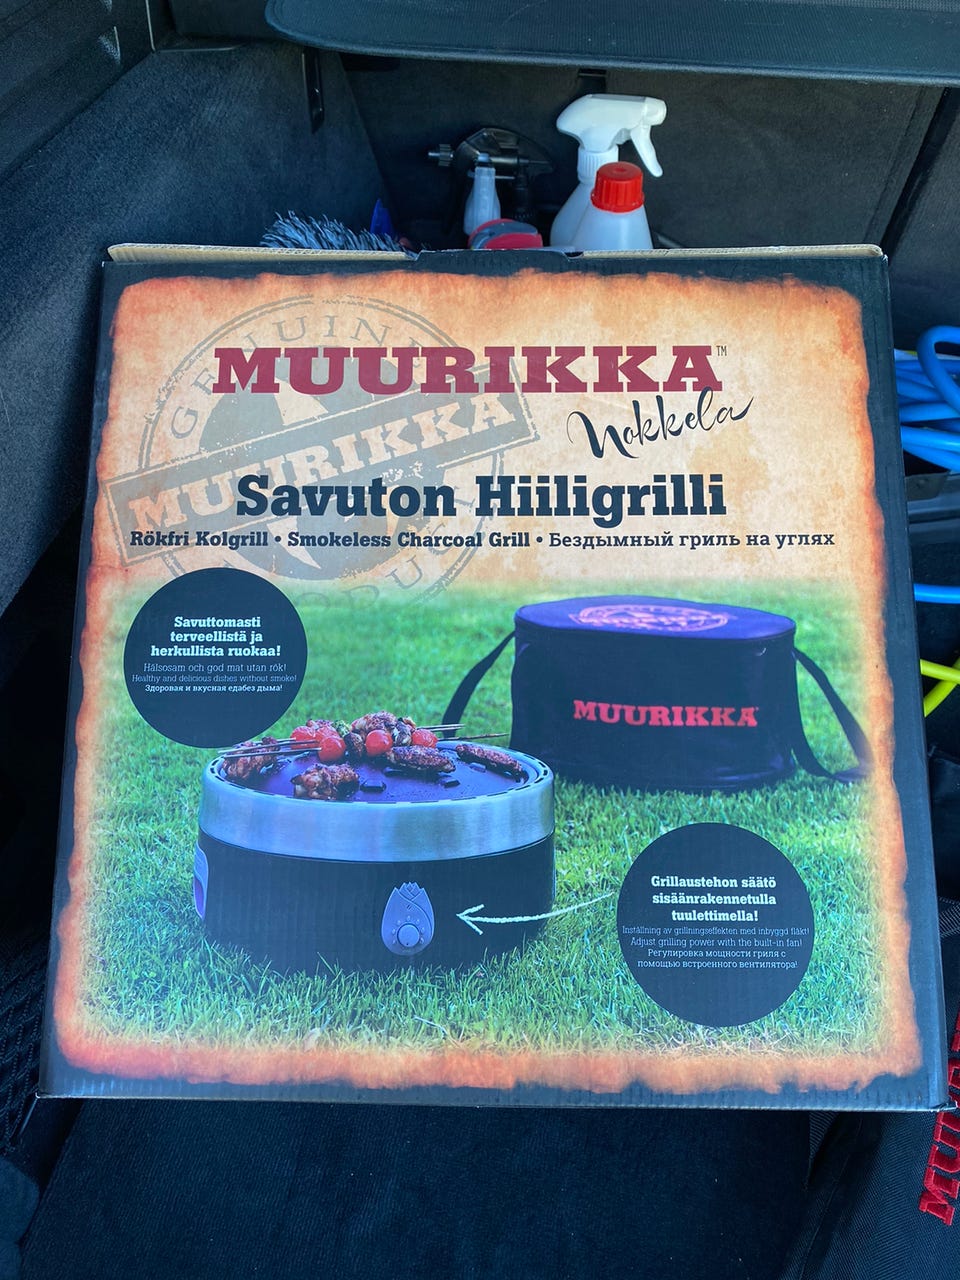 GENUINE
MUURIKKA™
MUURIKKA
Nokkela
Savuton Hiiligrilli
Rökfri Kolgrill • Smokeless Charcoal Grill • Бездымный гриль на углях
Savuttomasti
terveellistä ja
herkullista ruokaa!
Hälsosam och god mat utan rök!
Healthy and delicious dishes without smoke!
Здоровая и вкусная едабез дыма!
MUURIKKA
Grillaustehon säätö
sisäänrakennetulla
tuulettimella!
Inställning av grillningseffekten med inbyggd fläkt!
Adjust grilling power with the built-in fan!
Регулировка мощности гриля с
помощью встроенного вентилятора!